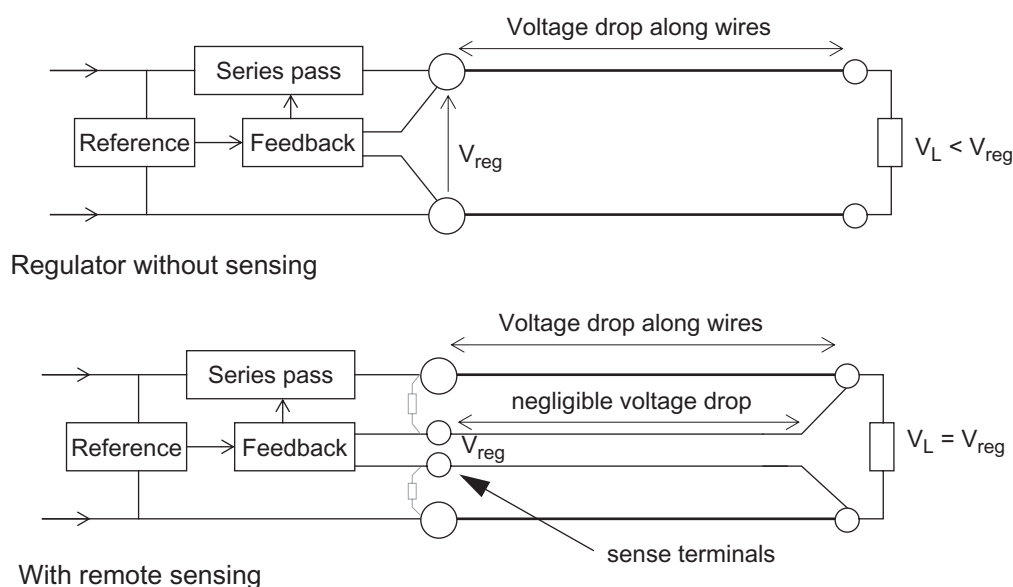 Voltage drop along wires
Series pass
Reference
Feedback
V_reg
V_L < V_reg
Regulator without sensing
Voltage drop along wires
Series pass
negligible voltage drop
Reference
Feedback
V_reg
V_L = V_reg
sense terminals
With remote sensing